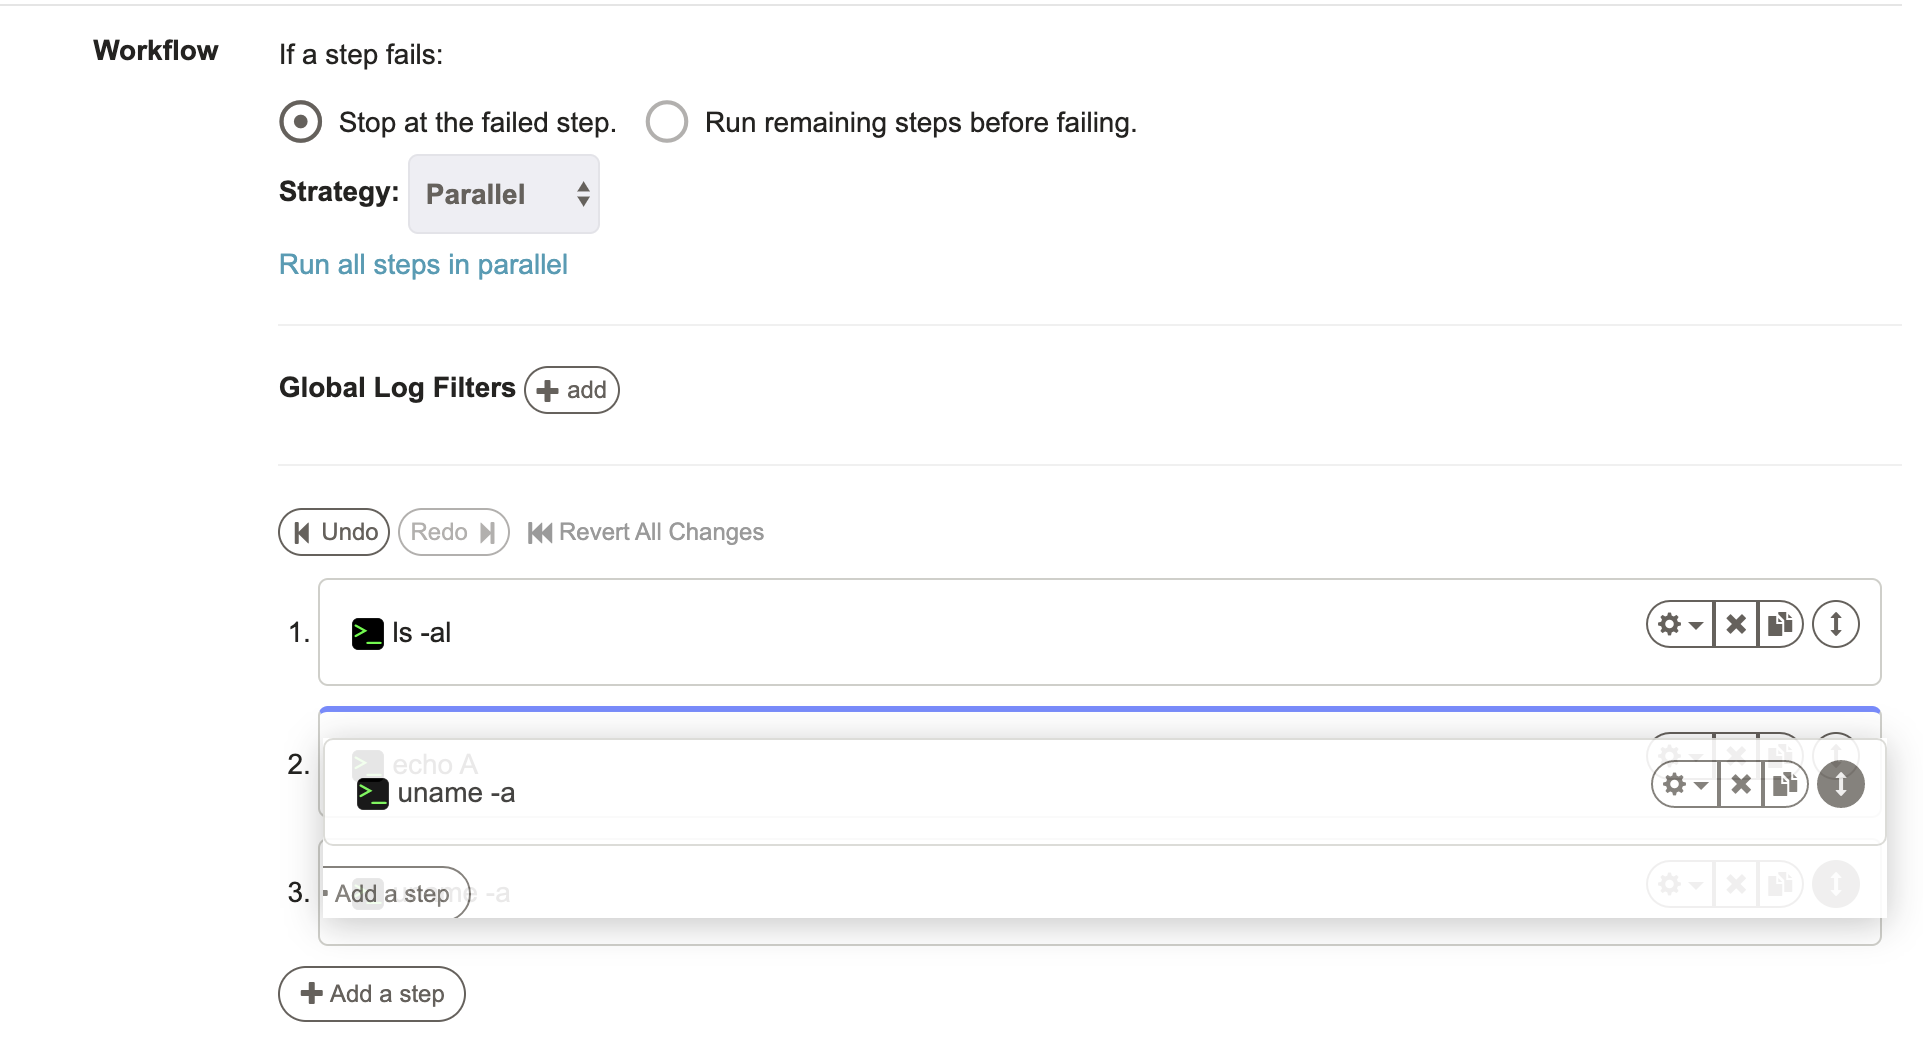 Workflow
If a step fails:
Stop at the failed step. Run remaining steps before failing.
Strategy: Parallel
Run all steps in parallel
Global Log Filters add
Undo Redo Revert All Changes
1. >_ ls -al
2. >_ echo A
>_ uname -a
3. Add a step uname -a
Add a step